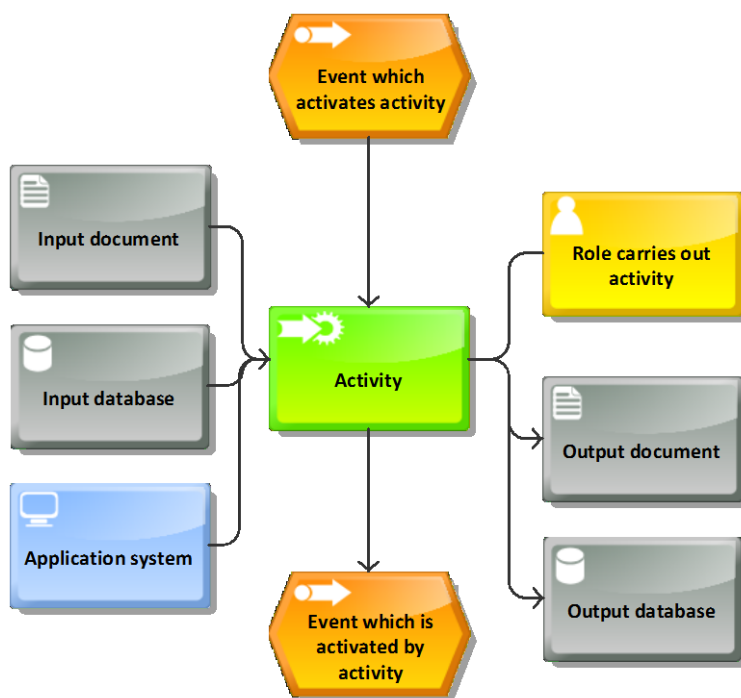 Event which
activates activity
Input document
Role carries out
activity
Input database
Activity
Output document
Application system
Output database
Event which is
activated by
activity